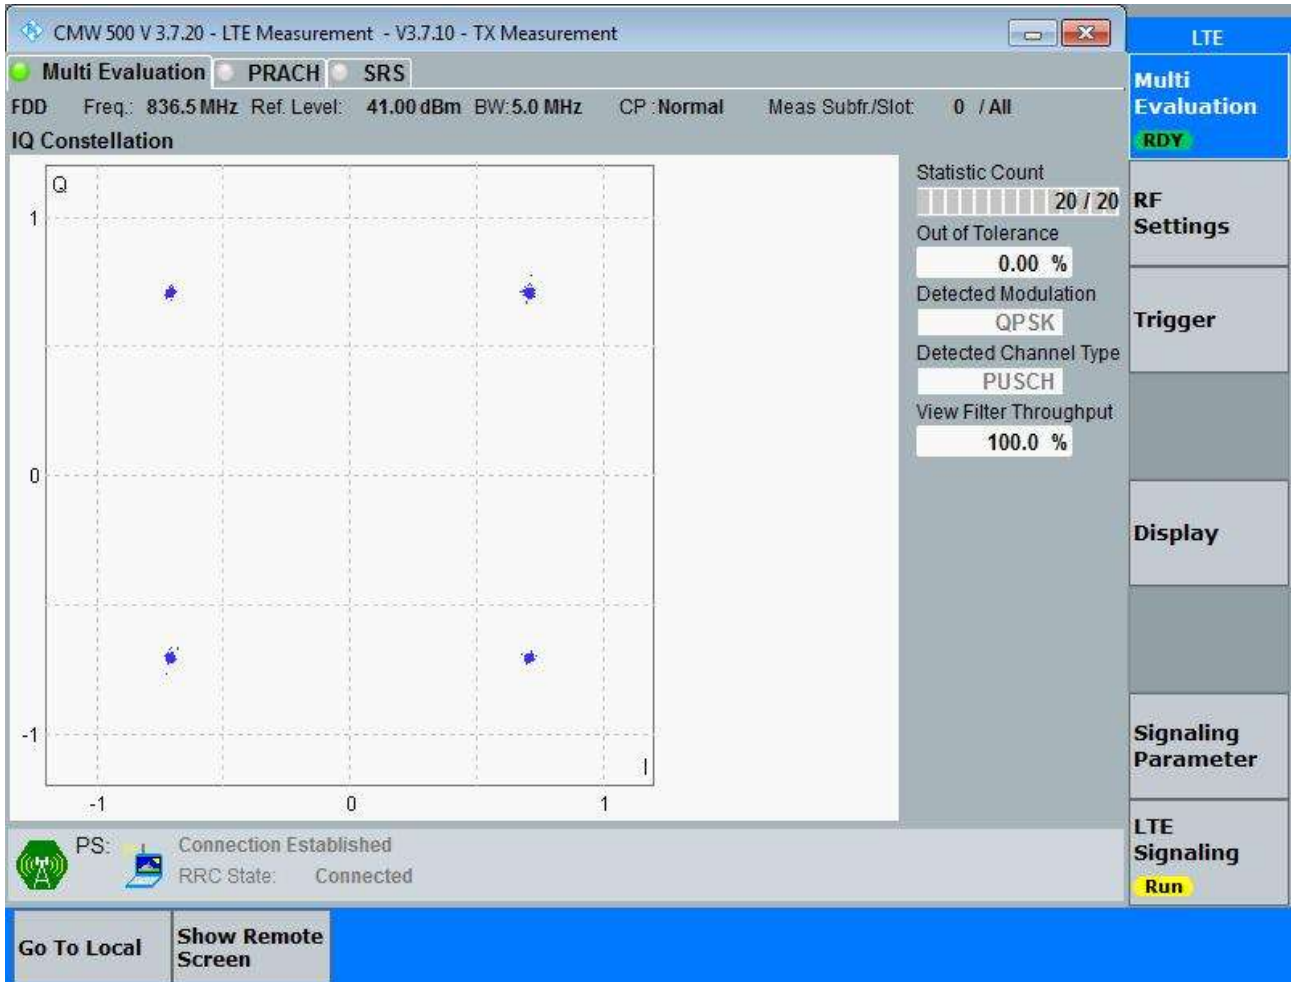 CMW 500 V 3.7.20 - LTE Measurement - V3.7.10 - TX Measurement
LTE
Multi Evaluation PRACH SRS
FDD Freq.: 836.5 MHz Ref. Level: 41.00 dBm BW: 5.0 MHz CP : Normal Meas Subfr./Slot: 0 / All
IQ Constellation
Q
1
0
-1
I
-1 0 1
Statistic Count
20 / 20
Out of Tolerance
0.00 %
Detected Modulation
QPSK
Detected Channel Type
PUSCH
View Filter Throughput
100.0 %
Multi
Evaluation
RDY
RF
Settings
Trigger
Display
Signaling
Parameter
LTE
Signaling
Run
PS: Connection Established
RRC State: Connected
Go To Local
Show Remote
Screen